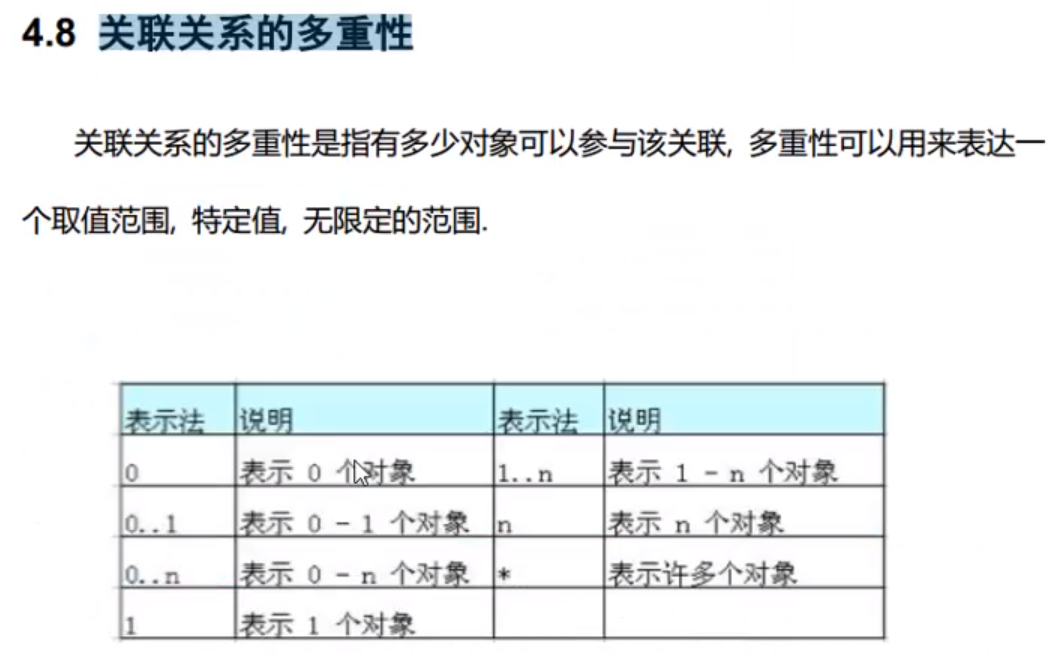 4.8 关联关系的多重性
关联关系的多重性是指有多少对象可以参与该关联, 多重性可以用来表达一
个取值范围, 特定值, 无限定的范围.
表示法 说明 表示法 说明
0 表示 0 个对象 1..n 表示 1 - n 个对象
0..1 表示 0 - 1 个对象 n 表示 n 个对象
0..n 表示 0 - n 个对象 * 表示许多个对象
1 表示 1 个对象